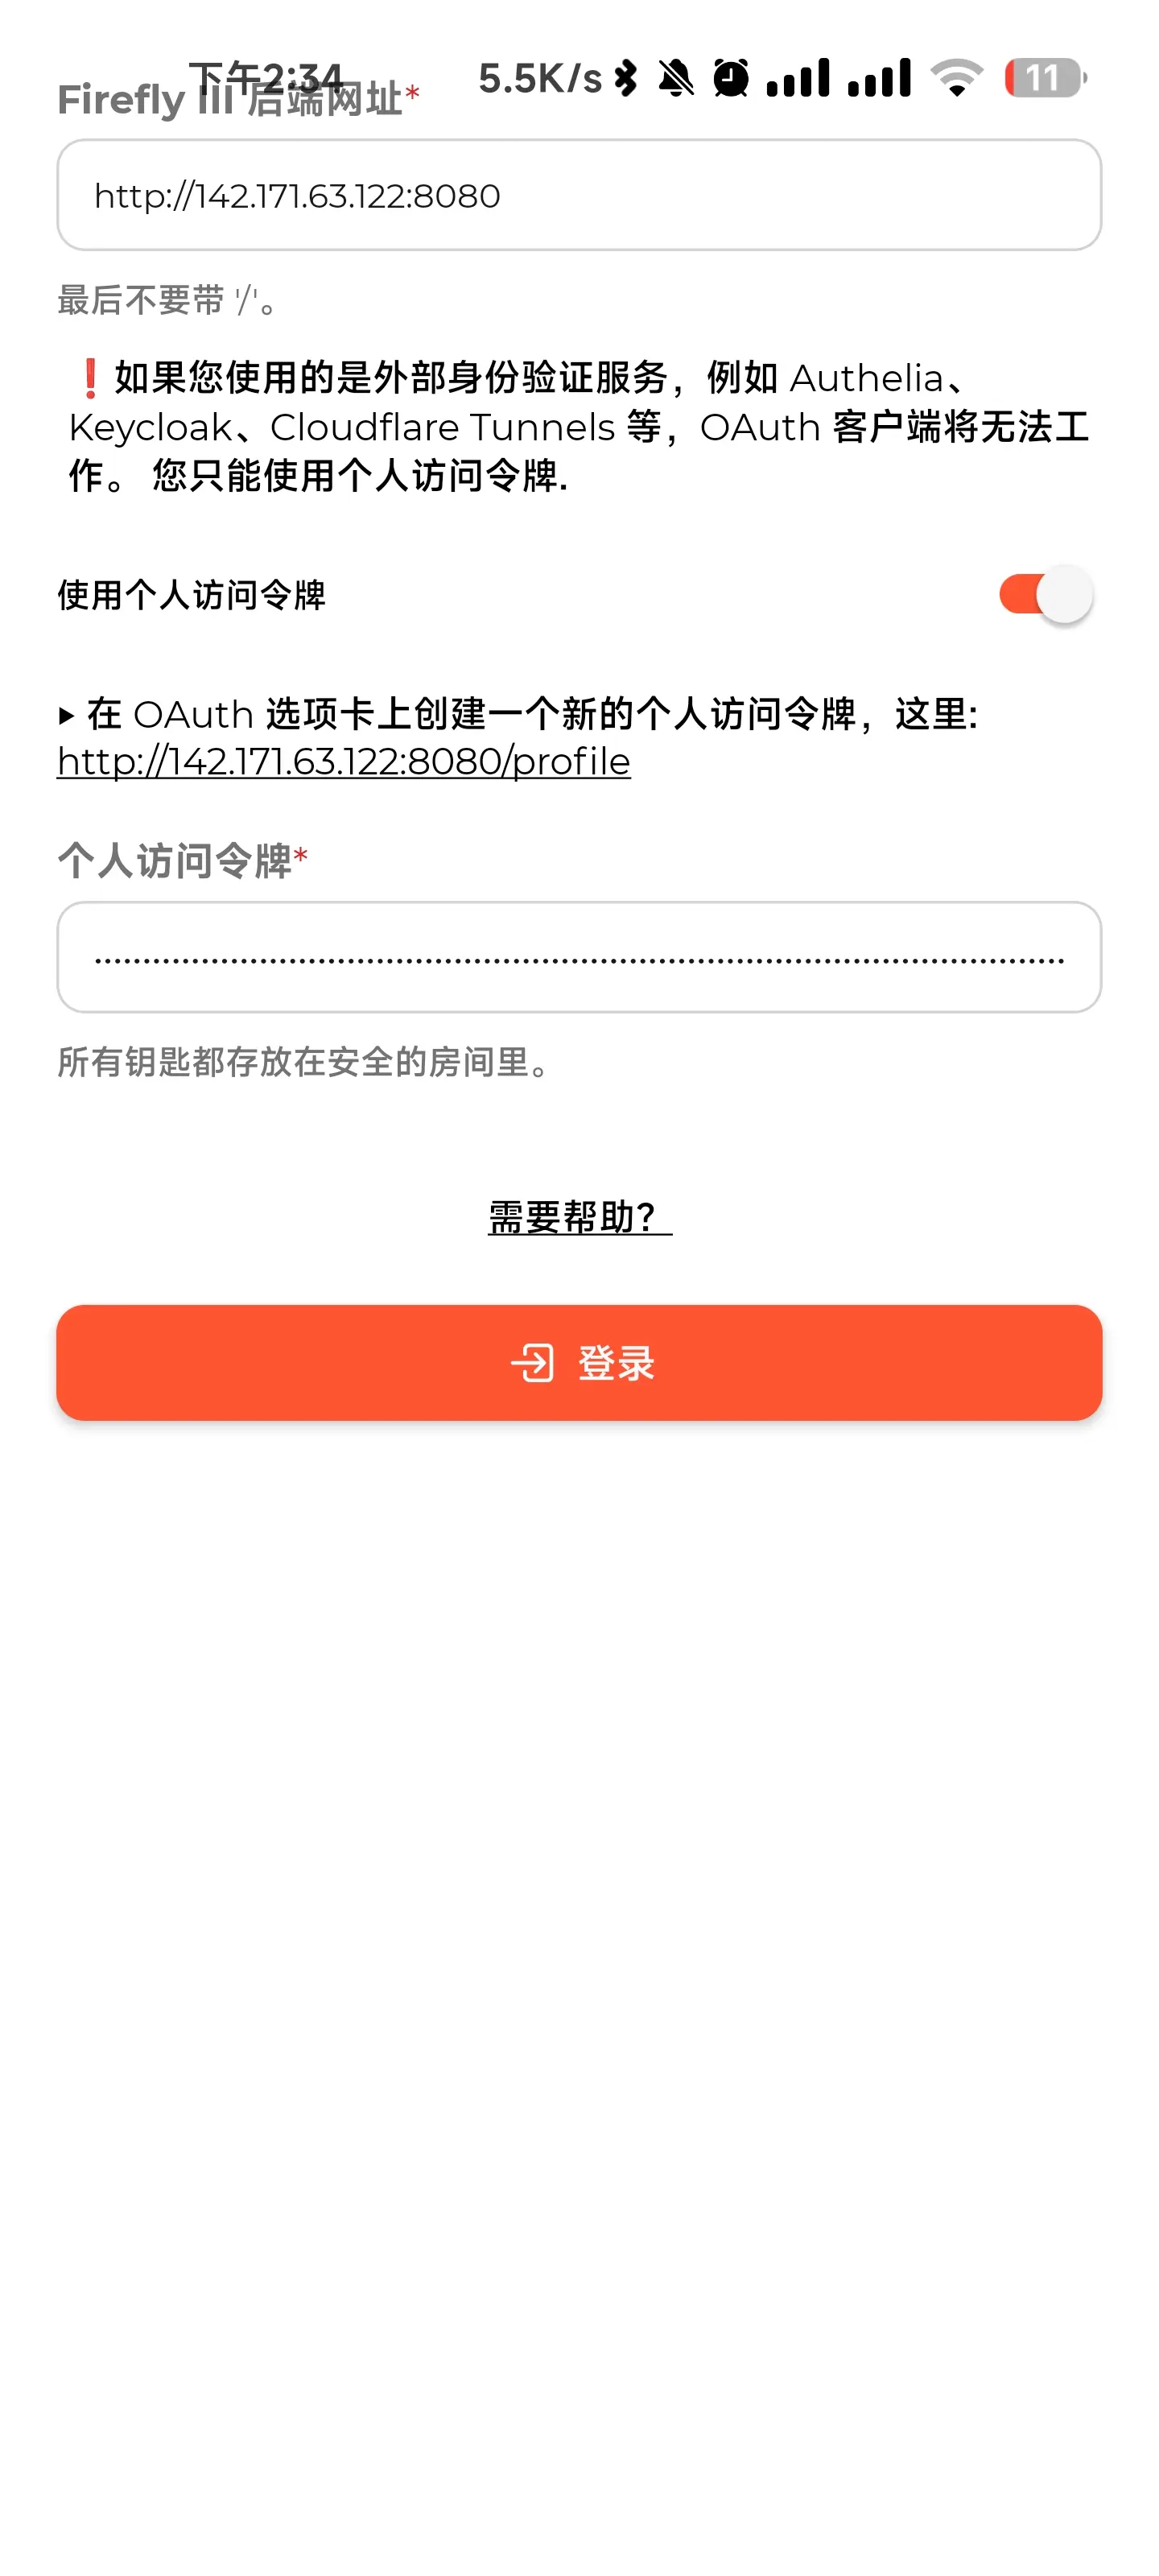 下午2:34 5.5K/s 11
Firefly III 后端网址*
http://142.171.63.122:8080
最后不要带 '/'。
❗如果您使用的是外部身份验证服务，例如 Authelia、
Keycloak、Cloudflare Tunnels 等，OAuth 客户端将无法工
作。 您只能使用个人访问令牌.
使用个人访问令牌
▸ 在 OAuth 选项卡上创建一个新的个人访问令牌，这里:
http://142.171.63.122:8080/profile
个人访问令牌*
所有钥匙都存放在安全的房间里。
需要帮助？
登录